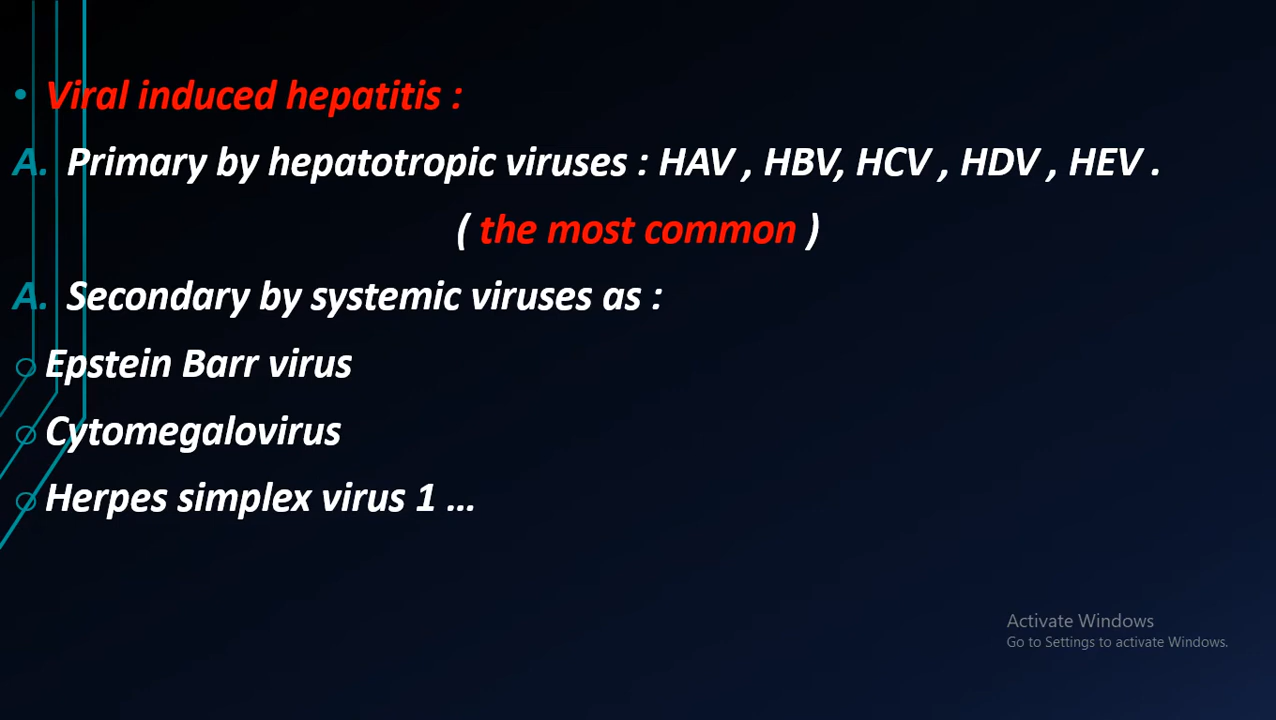 • Viral induced hepatitis :
A. Primary by hepatotropic viruses : HAV , HBV, HCV , HDV , HEV .
( the most common )
A. Secondary by systemic viruses as :
○ Epstein Barr virus
○ Cytomegalovirus
○ Herpes simplex virus 1 ...
Activate Windows
Go to Settings to activate Windows.